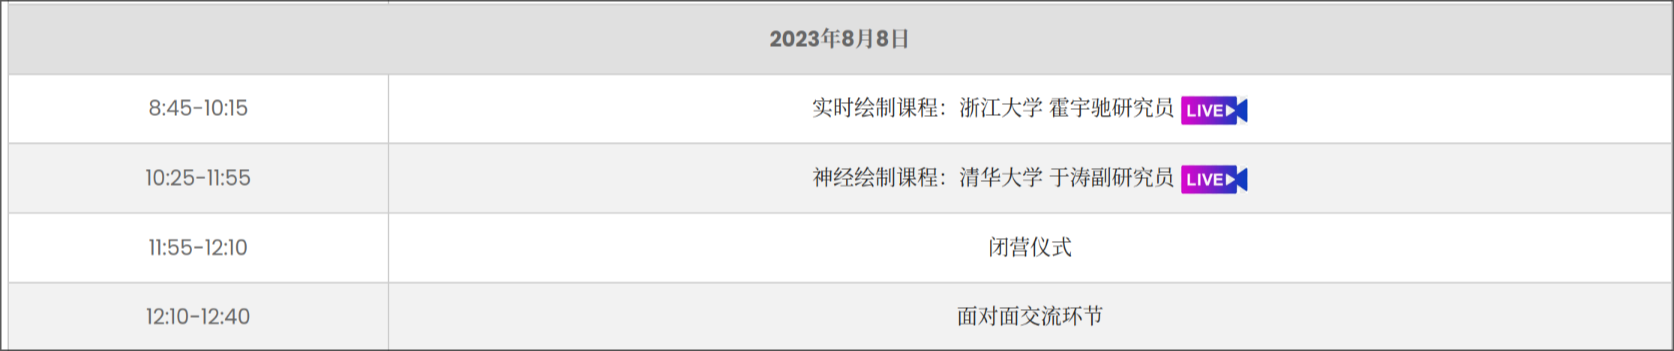 2023年8月8日
8:45-10:15 实时绘制课程：浙江大学 霍宇驰研究员 LIVE
10:25-11:55 神经绘制课程：清华大学 于涛副研究员 LIVE
11:55-12:10 闭营仪式
12:10-12:40 面对面交流环节